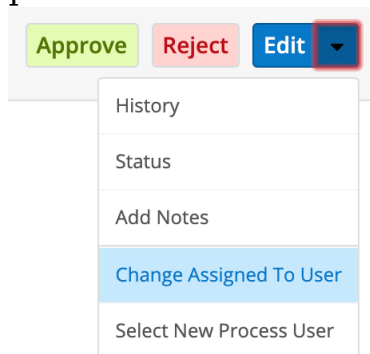 Approve Reject Edit
History
Status
Add Notes
Change Assigned To User
Select New Process User